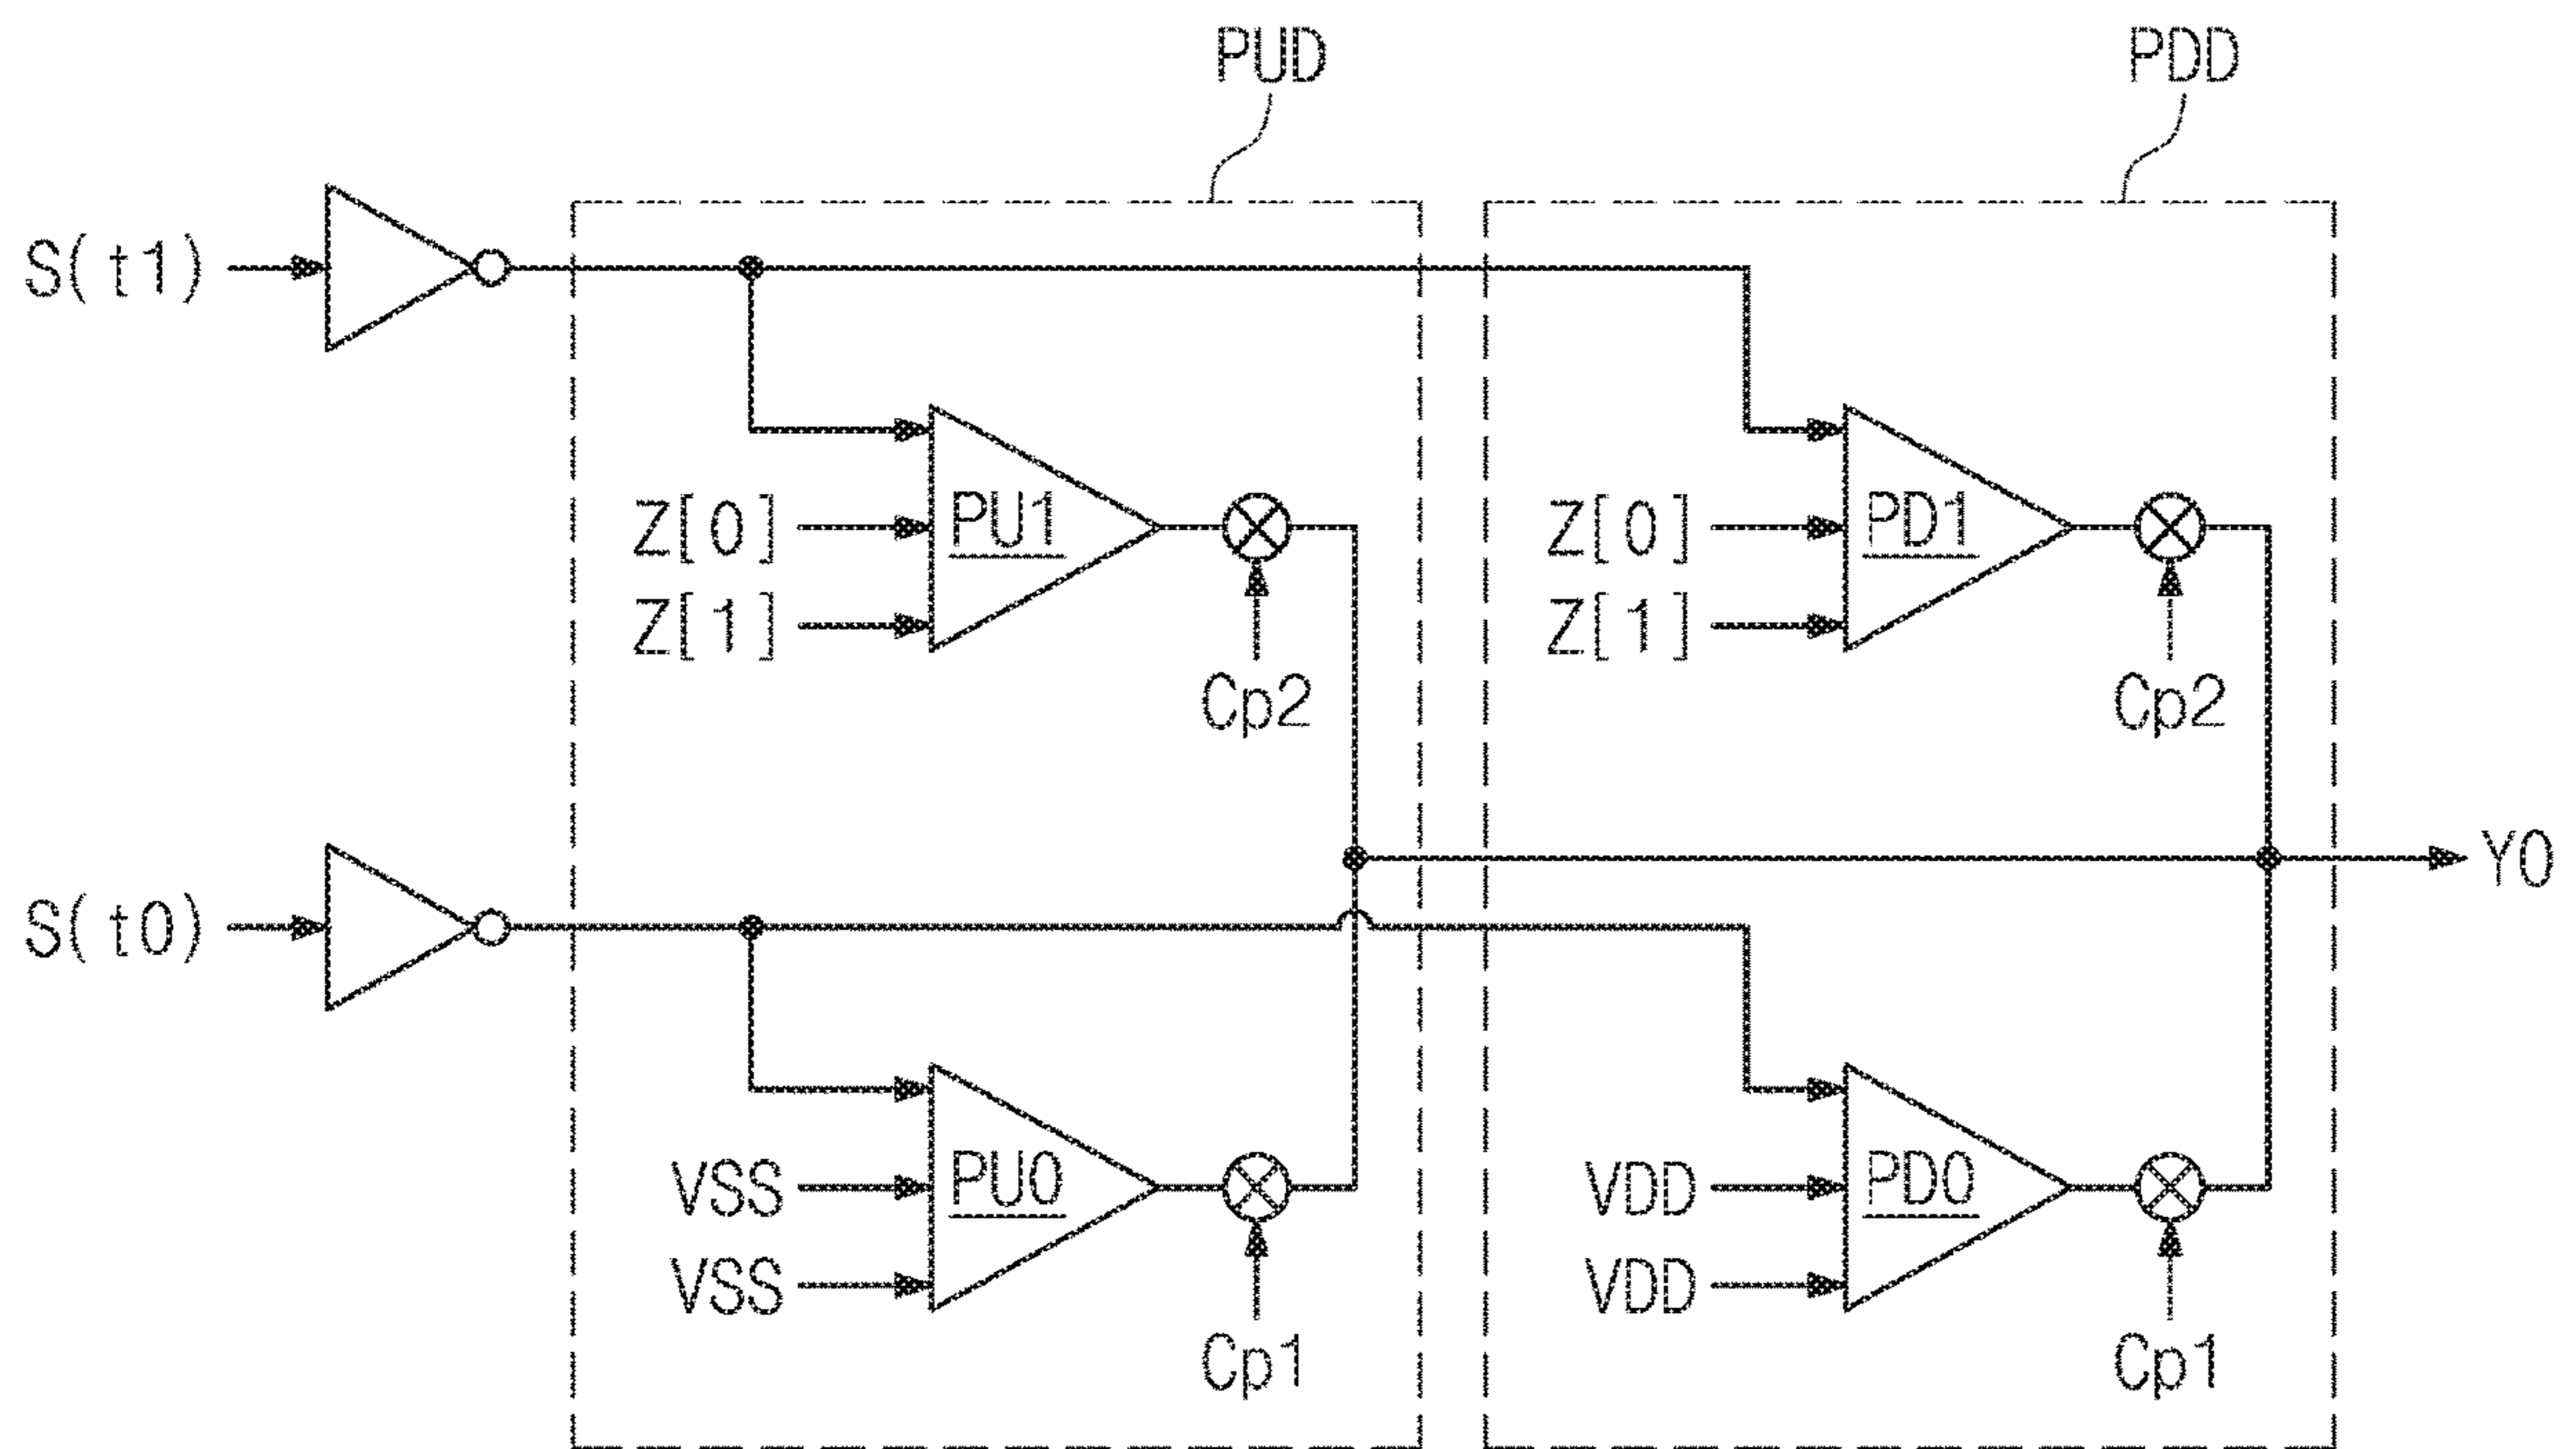 PUD
PDD
S(t1)
PU1
Z[0]
Z[1]
Cp2
PD1
Z[0]
Z[1]
Cp2
Y0
S(t0)
PU0
VSS
VSS
Cp1
PD0
VDD
VDD
Cp1